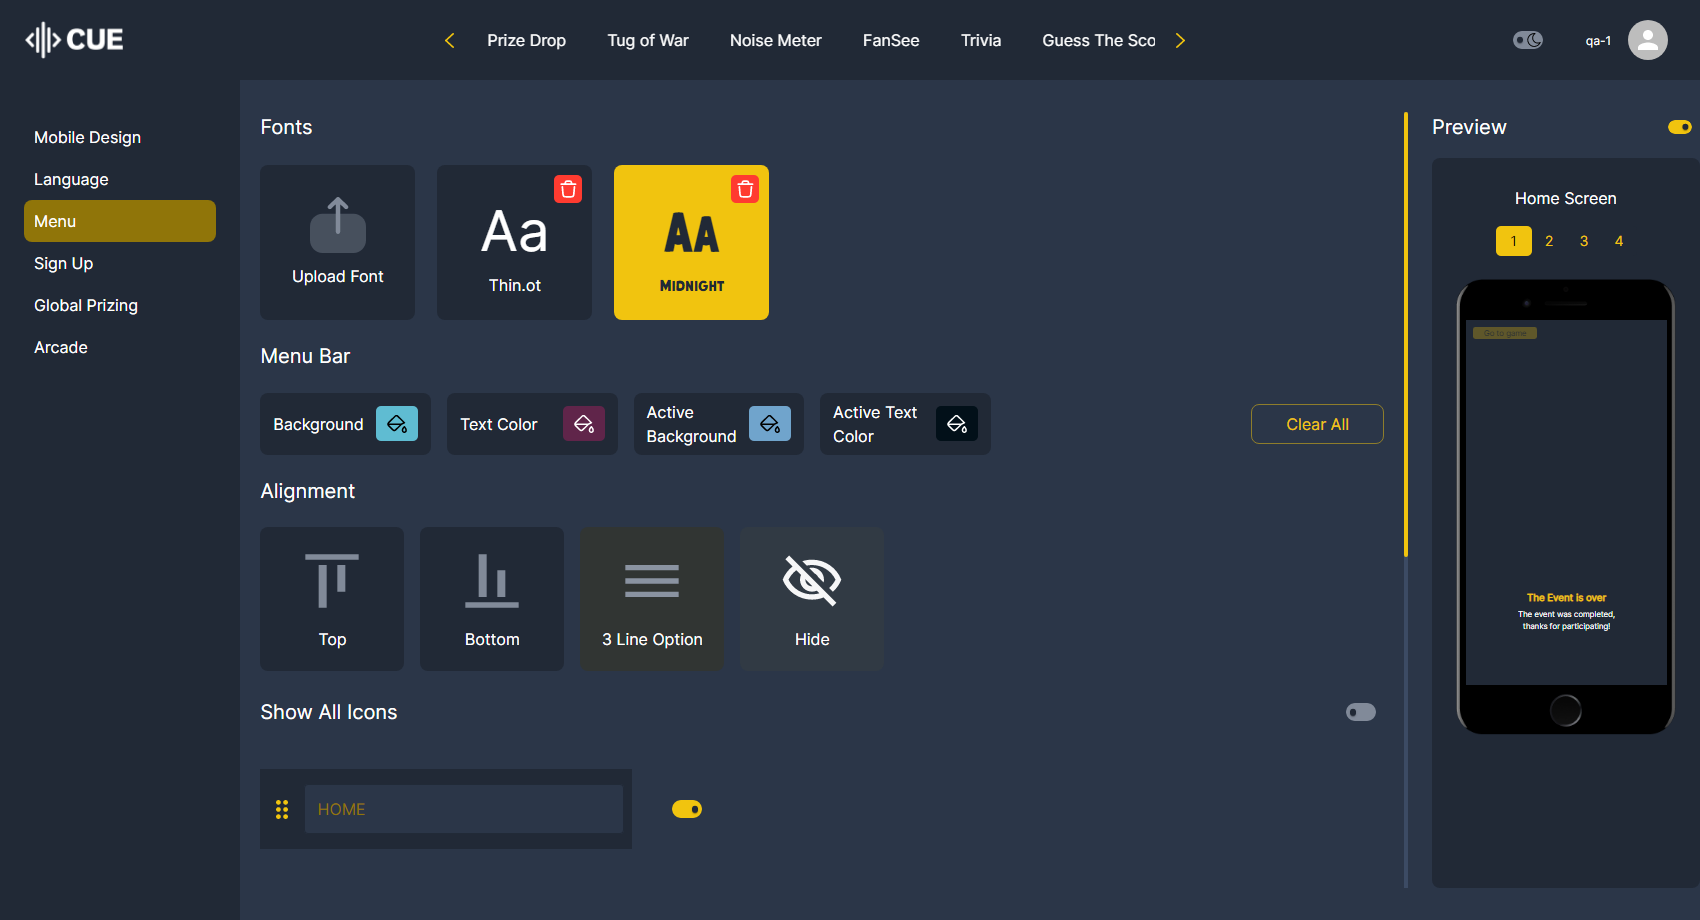 CUE
Prize Drop
Tug of War
Noise Meter
FanSee
Trivia
Guess The Sco
qa-1
Mobile Design
Language
Menu
Sign Up
Global Prizing
Arcade
Fonts
Upload Font
Aa
Thin.ot
AA
MIDNIGHT
Menu Bar
Background
Text Color
Active
Background
Active Text
Color
Clear All
Alignment
Top
Bottom
3 Line Option
Hide
Show All Icons
HOME
Preview
Home Screen
1 2 3 4
Go to game
The Event is over
The event was completed,
thanks for participating!